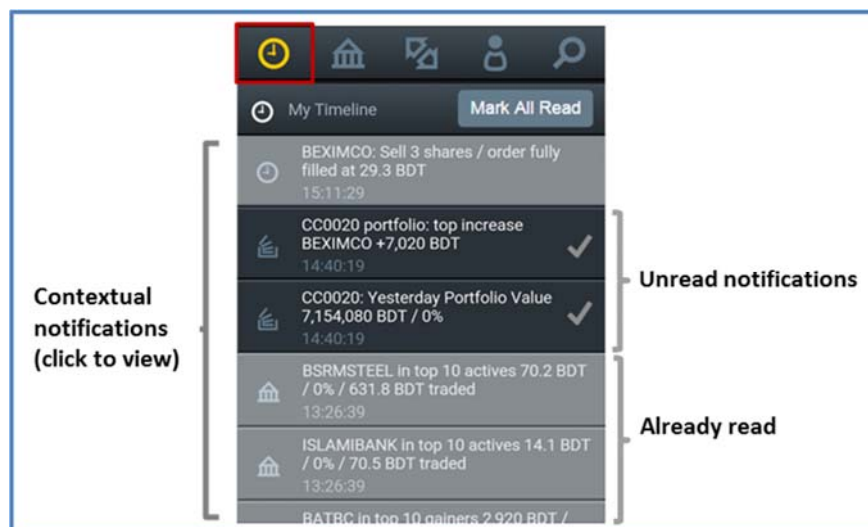 My Timeline
Mark All Read
BEXIMCO: Sell 3 shares / order fully
filled at 29.3 BDT
15:11:29
CC0020 portfolio: top increase
BEXIMCO +7,020 BDT
14:40:19
CC0020: Yesterday Portfolio Value
7,154,080 BDT / 0%
14:40:19
BSRMSTEEL in top 10 actives 70.2 BDT
/ 0% / 631.8 BDT traded
13:26:39
ISLAMIBANK in top 10 actives 14.1 BDT
/ 0% / 70.5 BDT traded
13:26:39
BATBC in top 10 gainers 2,920 BDT /
Contextual
notifications
(click to view)
Unread notifications
Already read